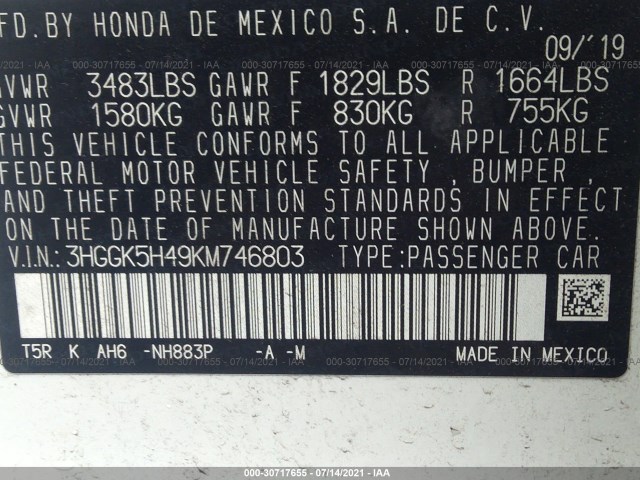 FD. BY HONDA DE MEXICO S.A. DE C.V.
09/'19
VWR 3483LBS GAWR F 1829LBS R 1664LBS
GVWR 1580KG GAWR F 830KG R 755KG
THIS VEHICLE CONFORMS TO ALL APPLICABLE
FEDERAL MOTOR VEHICLE SAFETY , BUMPER ,
AND THEFT PREVENTION STANDARDS IN EFFECT
ON THE DATE OF MANUFACTURE SHOWN ABOVE.
V.I.N.: 3HGGK5H49KM746803 TYPE:PASSENGER CAR
T5R K AH6 -NH883P -A -M MADE IN MEXICO
000-30717655 - 07/14/2021 - IAA